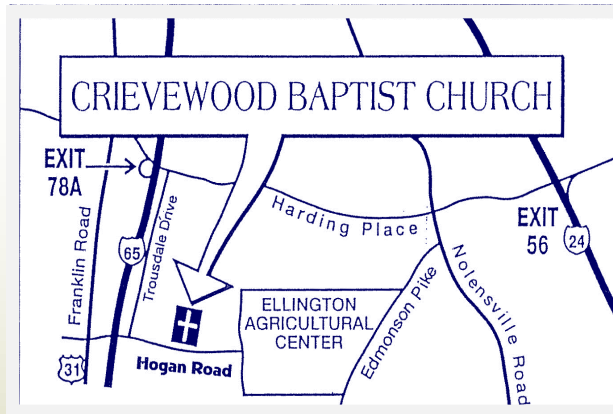 CRIEVEWOOD BAPTIST CHURCH
EXIT
78A
Franklin Road
65
Trousdale Drive
Harding Place
EXIT
56
24
Nolensville Road
Edmonson Pike
ELLINGTON
AGRICULTURAL
CENTER
Hogan Road
31